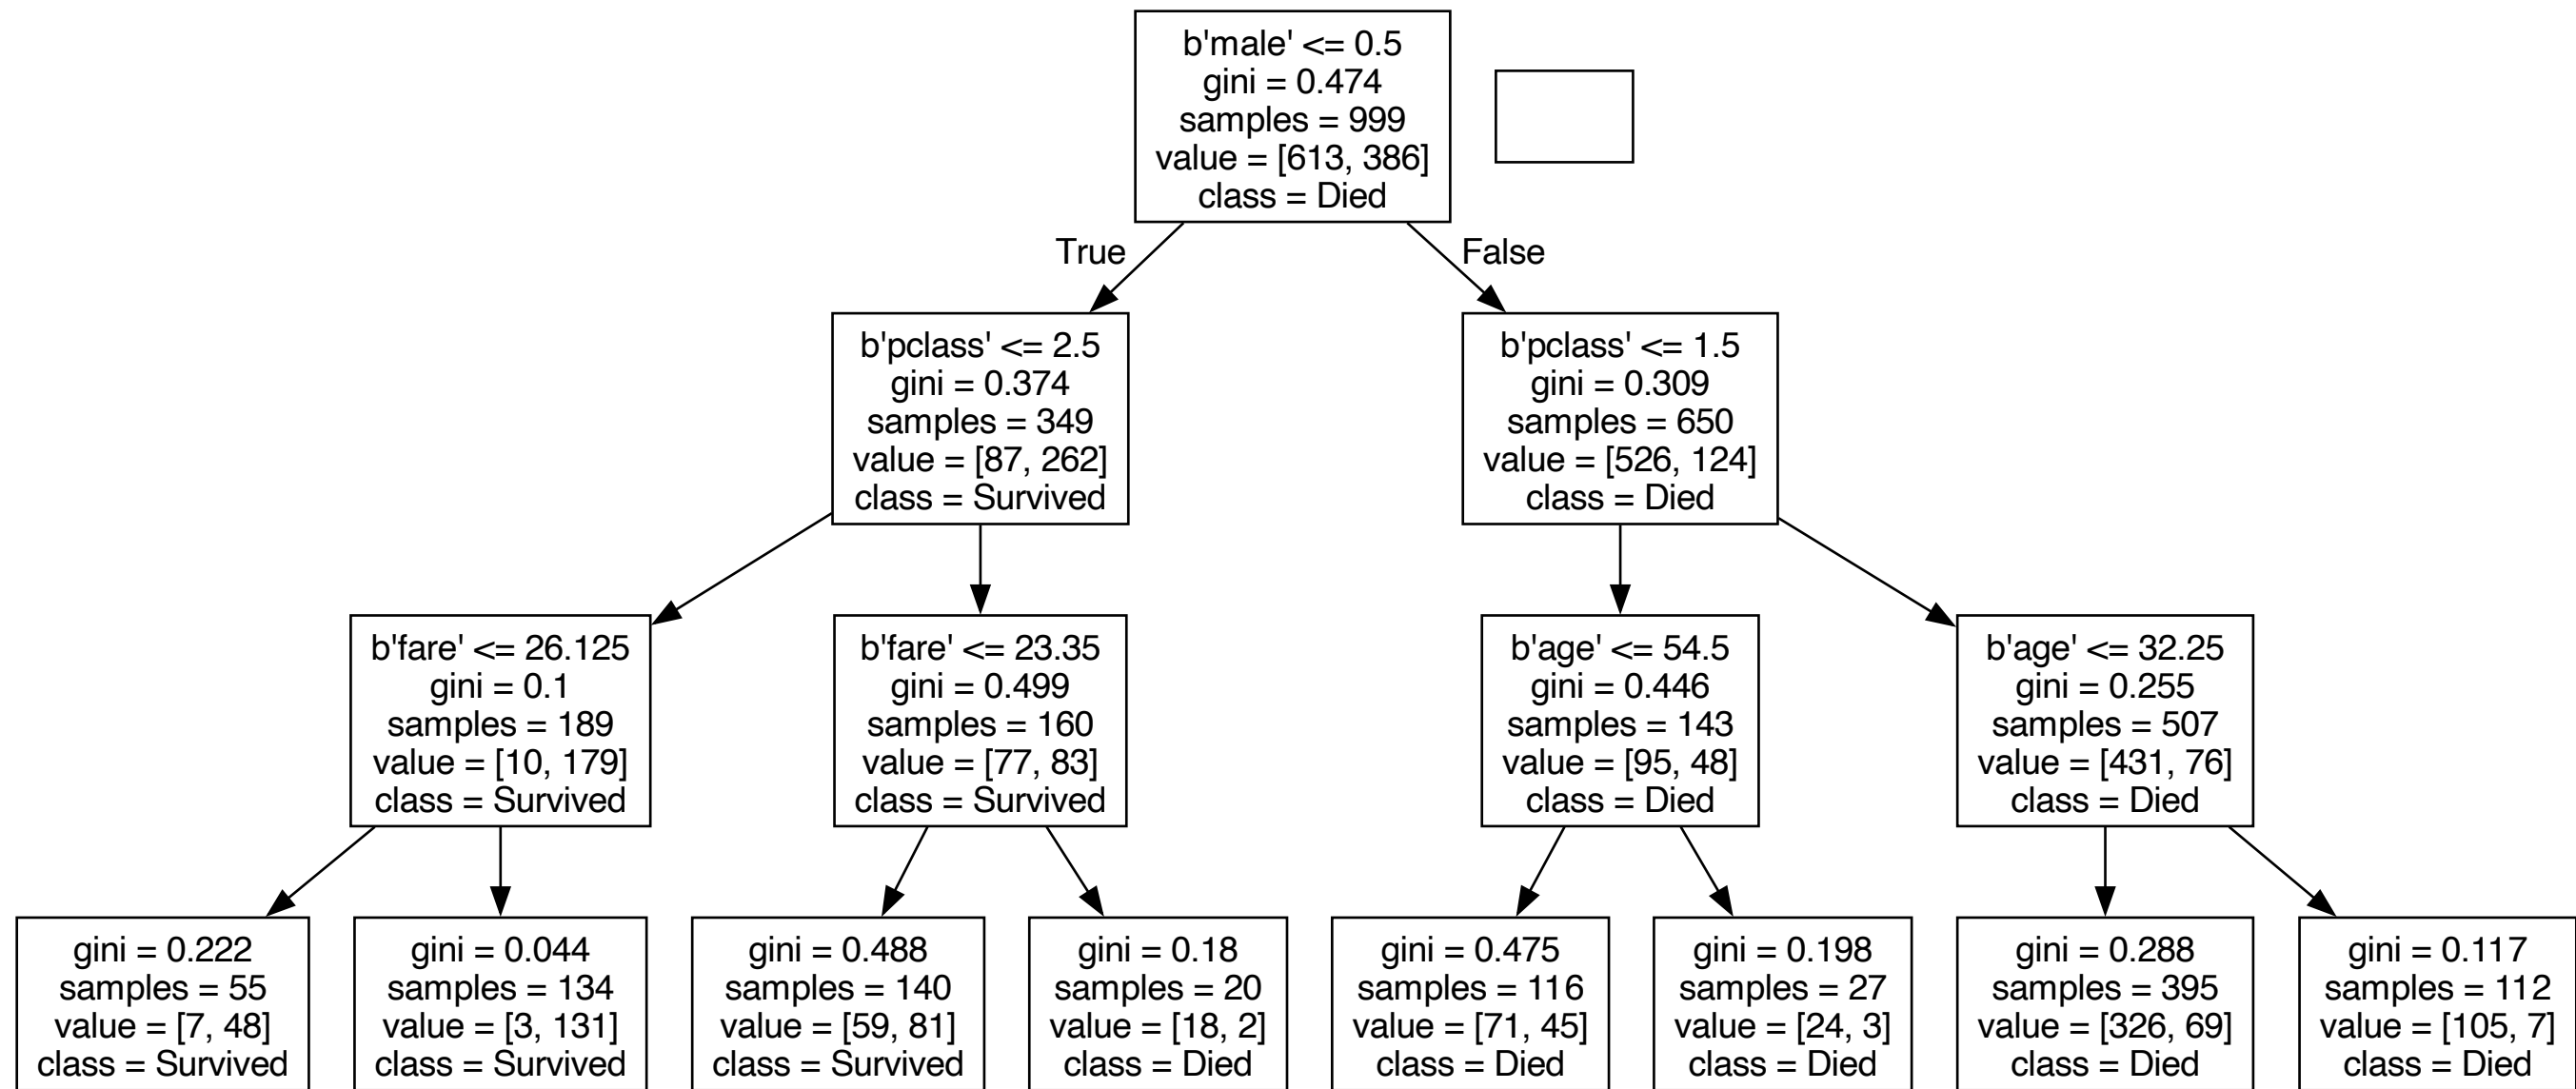 b'male' <= 0.5
gini = 0.474
samples = 999
value = [613, 386]
class = Died
True
False
b'pclass' <= 2.5
gini = 0.374
samples = 349
value = [87, 262]
class = Survived
b'pclass' <= 1.5
gini = 0.309
samples = 650
value = [526, 124]
class = Died
b'fare' <= 26.125
gini = 0.1
samples = 189
value = [10, 179]
class = Survived
b'fare' <= 23.35
gini = 0.499
samples = 160
value = [77, 83]
class = Survived
b'age' <= 54.5
gini = 0.446
samples = 143
value = [95, 48]
class = Died
b'age' <= 32.25
gini = 0.255
samples = 507
value = [431, 76]
class = Died
gini = 0.222
samples = 55
value = [7, 48]
class = Survived
gini = 0.044
samples = 134
value = [3, 131]
class = Survived
gini = 0.488
samples = 140
value = [59, 81]
class = Survived
gini = 0.18
samples = 20
value = [18, 2]
class = Died
gini = 0.475
samples = 116
value = [71, 45]
class = Died
gini = 0.198
samples = 27
value = [24, 3]
class = Died
gini = 0.288
samples = 395
value = [326, 69]
class = Died
gini = 0.117
samples = 112
value = [105, 7]
class = Died